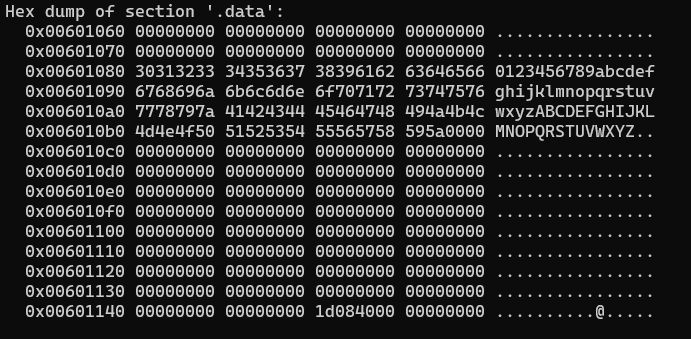 Hex dump of section '.data':
  0x00601060 00000000 00000000 00000000 00000000 ................
  0x00601070 00000000 00000000 00000000 00000000 ................
  0x00601080 30313233 34353637 38396162 63646566 0123456789abcdef
  0x00601090 6768696a 6b6c6d6e 6f707172 73747576 ghijklmnopqrstuv
  0x006010a0 7778797a 41424344 45464748 494a4b4c wxyzABCDEFGHIJKL
  0x006010b0 4d4e4f50 51525354 55565758 595a0000 MNOPQRSTUVWXYZ..
  0x006010c0 00000000 00000000 00000000 00000000 ................
  0x006010d0 00000000 00000000 00000000 00000000 ................
  0x006010e0 00000000 00000000 00000000 00000000 ................
  0x006010f0 00000000 00000000 00000000 00000000 ................
  0x00601100 00000000 00000000 00000000 00000000 ................
  0x00601110 00000000 00000000 00000000 00000000 ................
  0x00601120 00000000 00000000 00000000 00000000 ................
  0x00601130 00000000 00000000 00000000 00000000 ................
  0x00601140 00000000 00000000 1d084000 00000000 ..........@.....